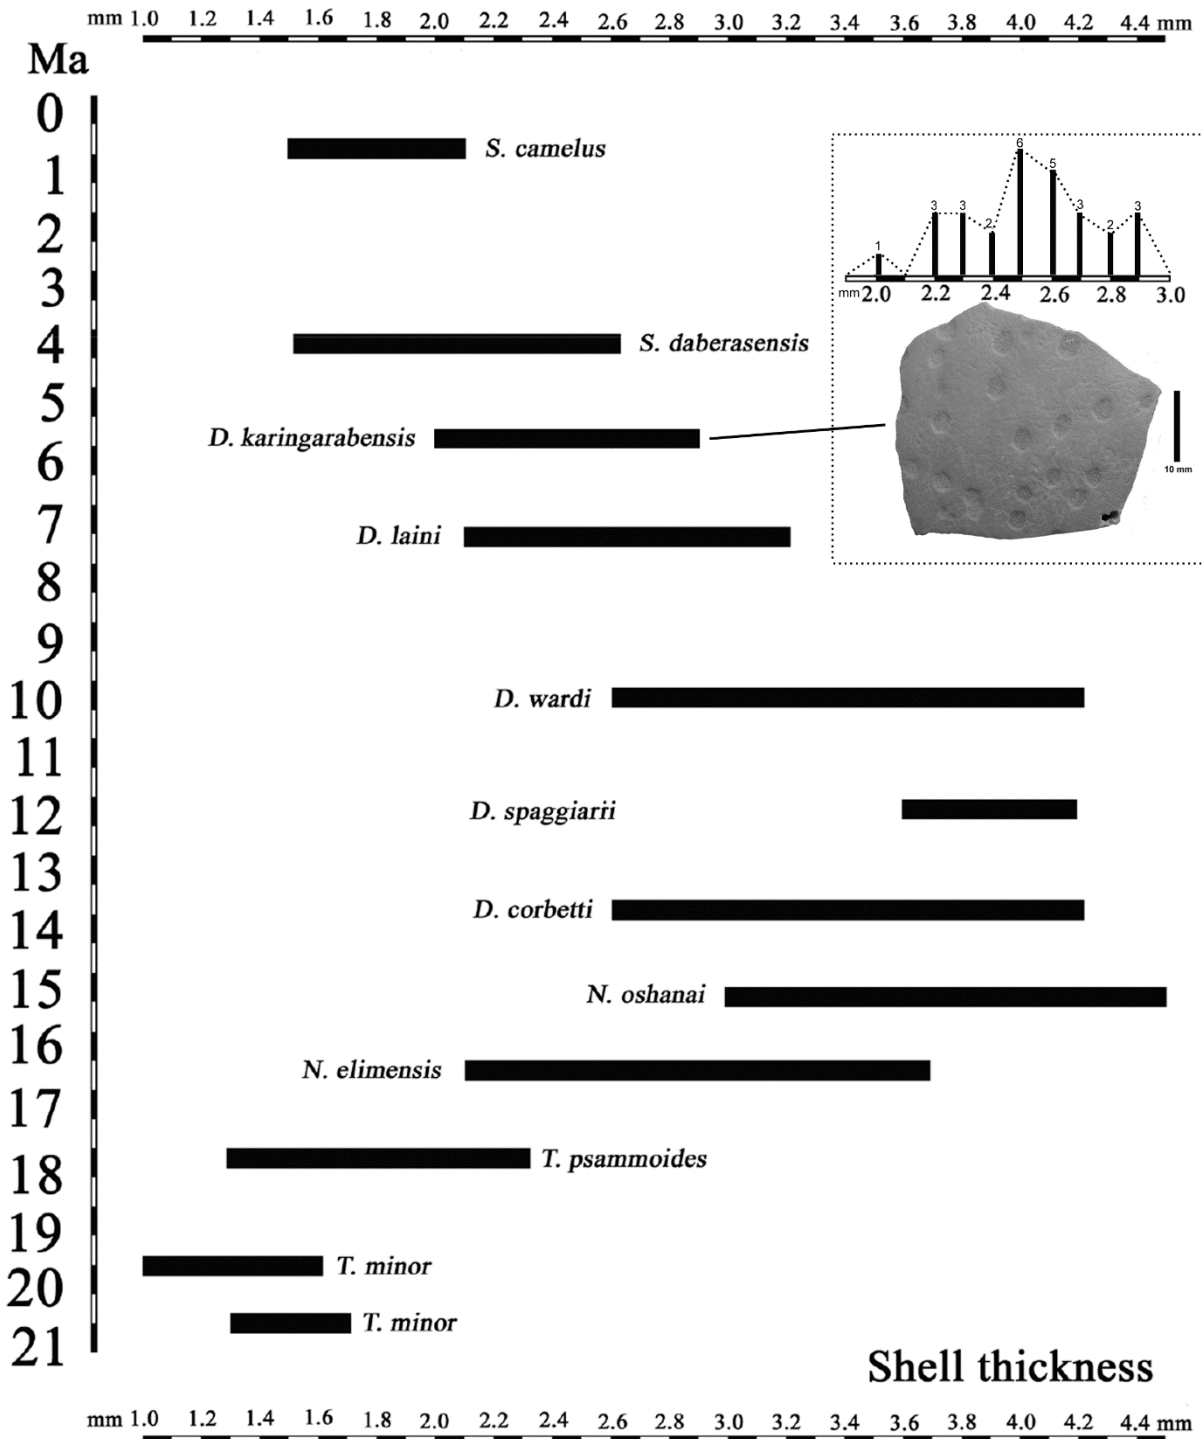 mm 1.0 1.2 1.4 1.6 1.8 2.0 2.2 2.4 2.6 2.8 3.0 3.2 3.4 3.6 3.8 4.0 4.2 4.4 mm
Ma
0
S. camelus
1
2
3
4
S. daberasensis
5
D. karingarabensis
6
7
D. laini
8
9
10
D. wardi
11
12
D. spaggiarii
13
D. corbetti
14
15
N. oshanai
16
N. elimensis
17
18
T. psammoides
19
T. minor
20
T. minor
21
1 3 3 2 6 5 3 2 3
mm 2.0 2.2 2.4 2.6 2.8 3.0
10 mm
Shell thickness
mm 1.0 1.2 1.4 1.6 1.8 2.0 2.2 2.4 2.6 2.8 3.0 3.2 3.4 3.6 3.8 4.0 4.2 4.4 mm